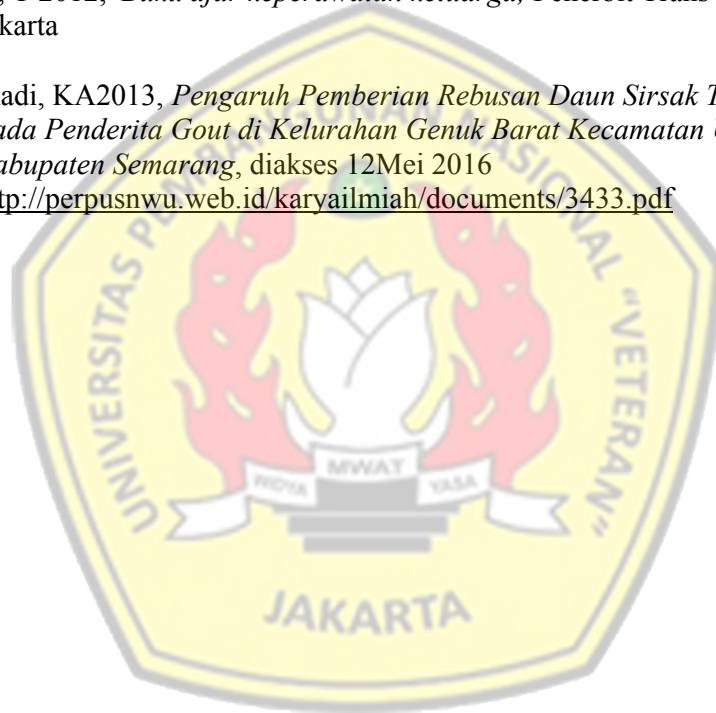 2012, Buku ajar keperawatan keluarga, Penerbit Trans
karta
adi, KA2013, Pengaruh Pemberian Rebusan Daun Sirsak T
ada Penderita Gout di Kelurahan Genuk Barat Kecamatan
abupaten Semarang, diakses 12Mei 2016
tp://perpusnwu.web.id/karyailmiah/documents/3433.pdf
UNIVERSITAS PEMBANGUNAN NASIONAL "VETERAN"
WIDYA MWAT YASA
JAKARTA